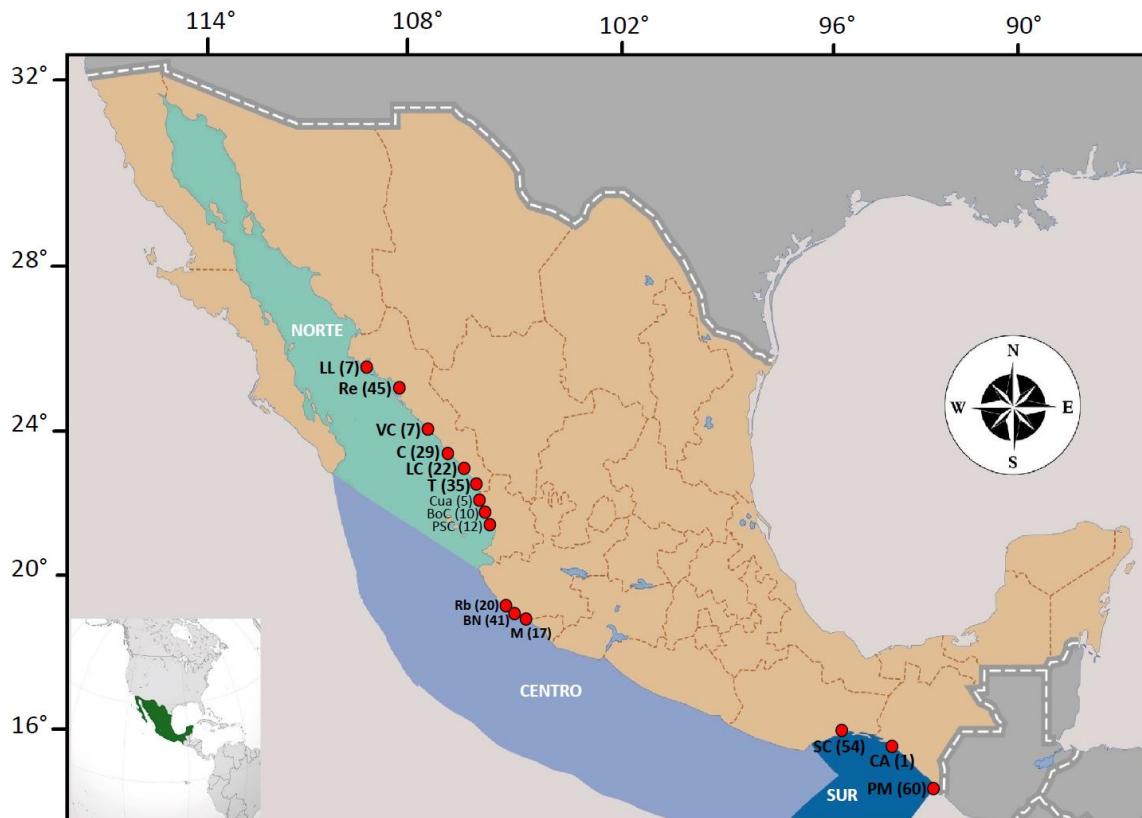 114° 108° 102° 96° 90°
32°
28°
24°
20°
16°
NORTE
LL (7)
Re (45)
VC (7)
C (29)
LC (22)
T (35)
Cua (5)
BoC (10)
PSC (12)
Rb (20)
BN (41)
M (17)
CENTRO
SC (54)
CA (1)
PM (60)
SUR
N
W E
S